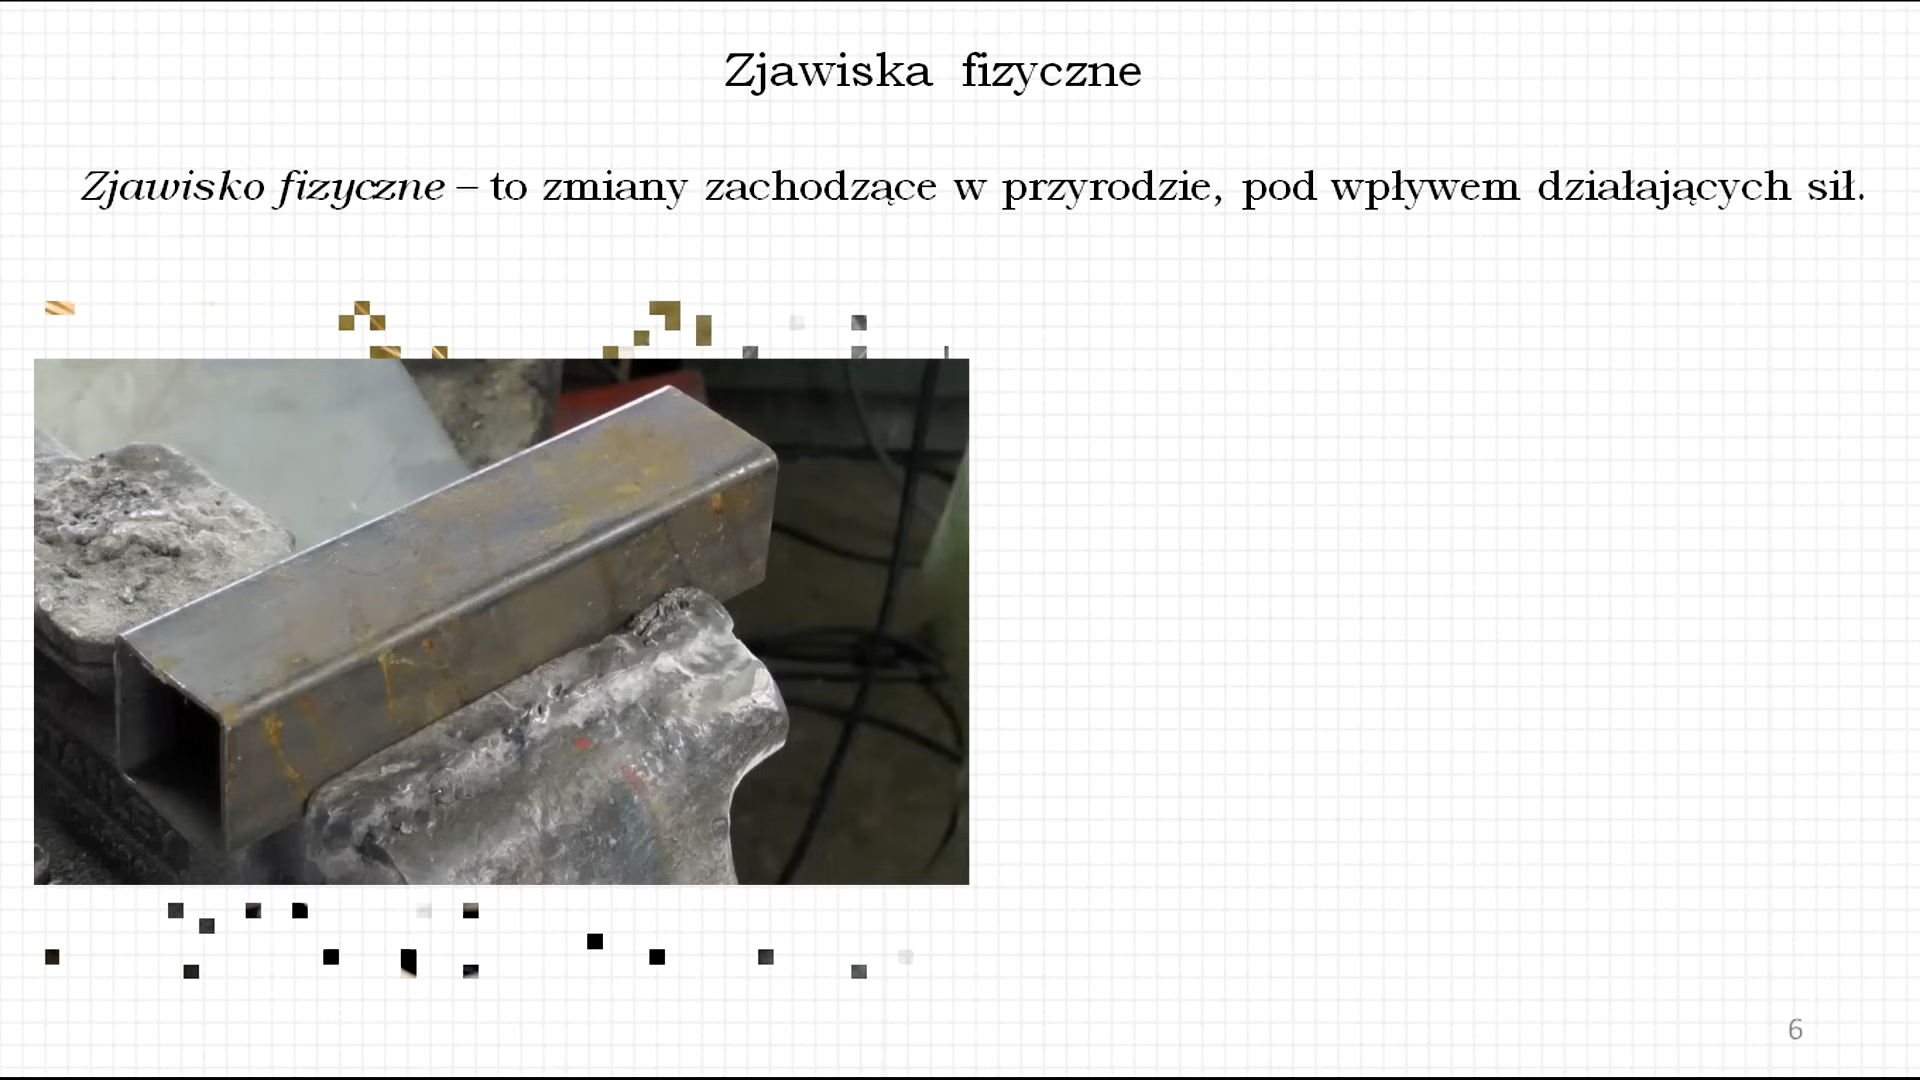 Zjawiska fizyczne
Zjawisko fizyczne – to zmiany zachodzące w przyrodzie, pod wpływem działających sił.
6